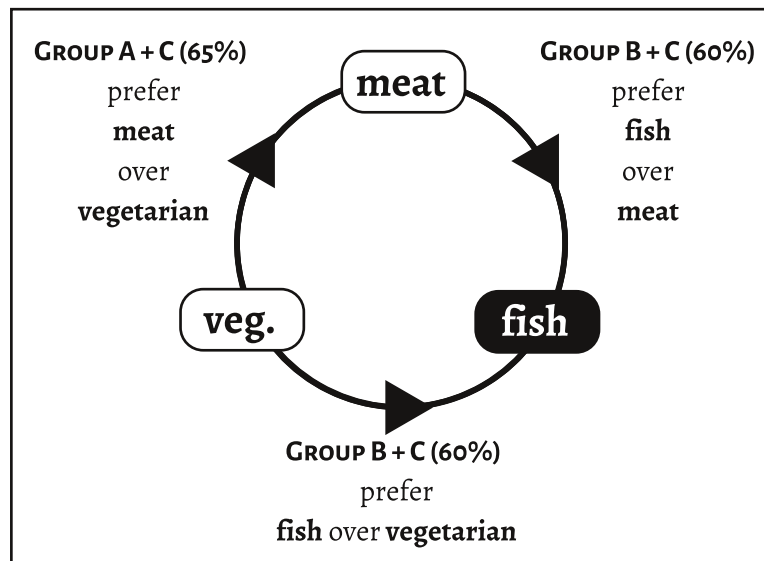 GROUP A + C (65%)
prefer
meat
over
vegetarian
meat
GROUP B + C (60%)
prefer
fish
over
meat
veg.
fish
GROUP B + C (60%)
prefer
fish over vegetarian